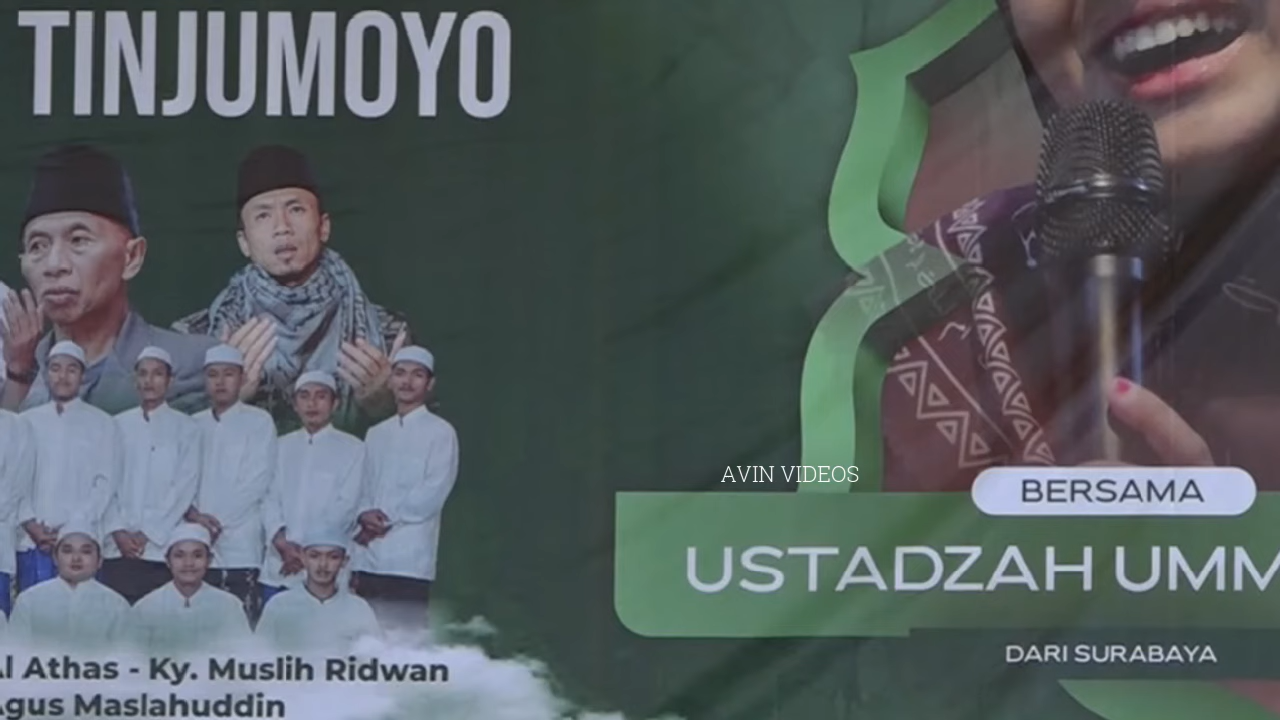 TINJUMOYO
Al Athas - Ky. Muslih Ridwan
Agus Maslahuddin
AVIN VIDEOS
BERSAMA
USTADZAH UMM
DARI SURABAYA